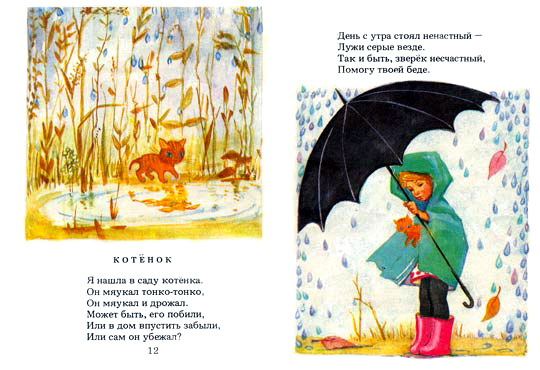 КОТЁНОК
Я нашла в саду котенка.
Он мяукал тонко-тонко,
Он мяукал и дрожал.
Может быть, его побили,
Или в дом впустить забыли,
Или сам он убежал?
12
День с утра стоял ненастный —
Лужи серые везде.
Так и быть, зверёк несчастный,
Помогу твоей беде.